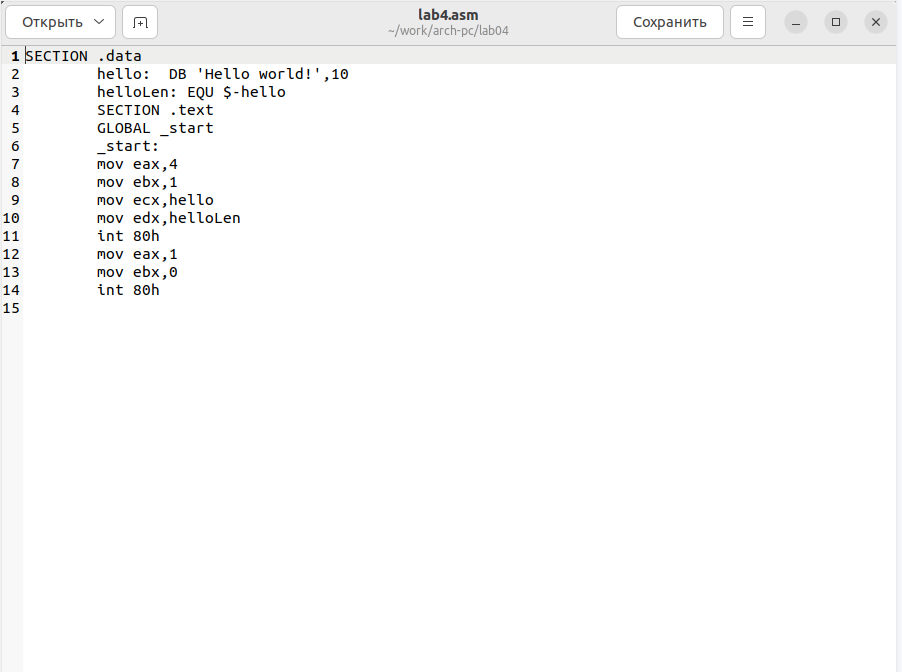 Открыть
lab4.asm
~/work/arch-pc/lab04
Сохранить
1 SECTION .data
2 hello:  DB 'Hello world!',10
3 helloLen: EQU $-hello
4 SECTION .text
5 GLOBAL _start
6 _start:
7 mov eax,4
8 mov ebx,1
9 mov ecx,hello
10 mov edx,helloLen
11 int 80h
12 mov eax,1
13 mov ebx,0
14 int 80h
15